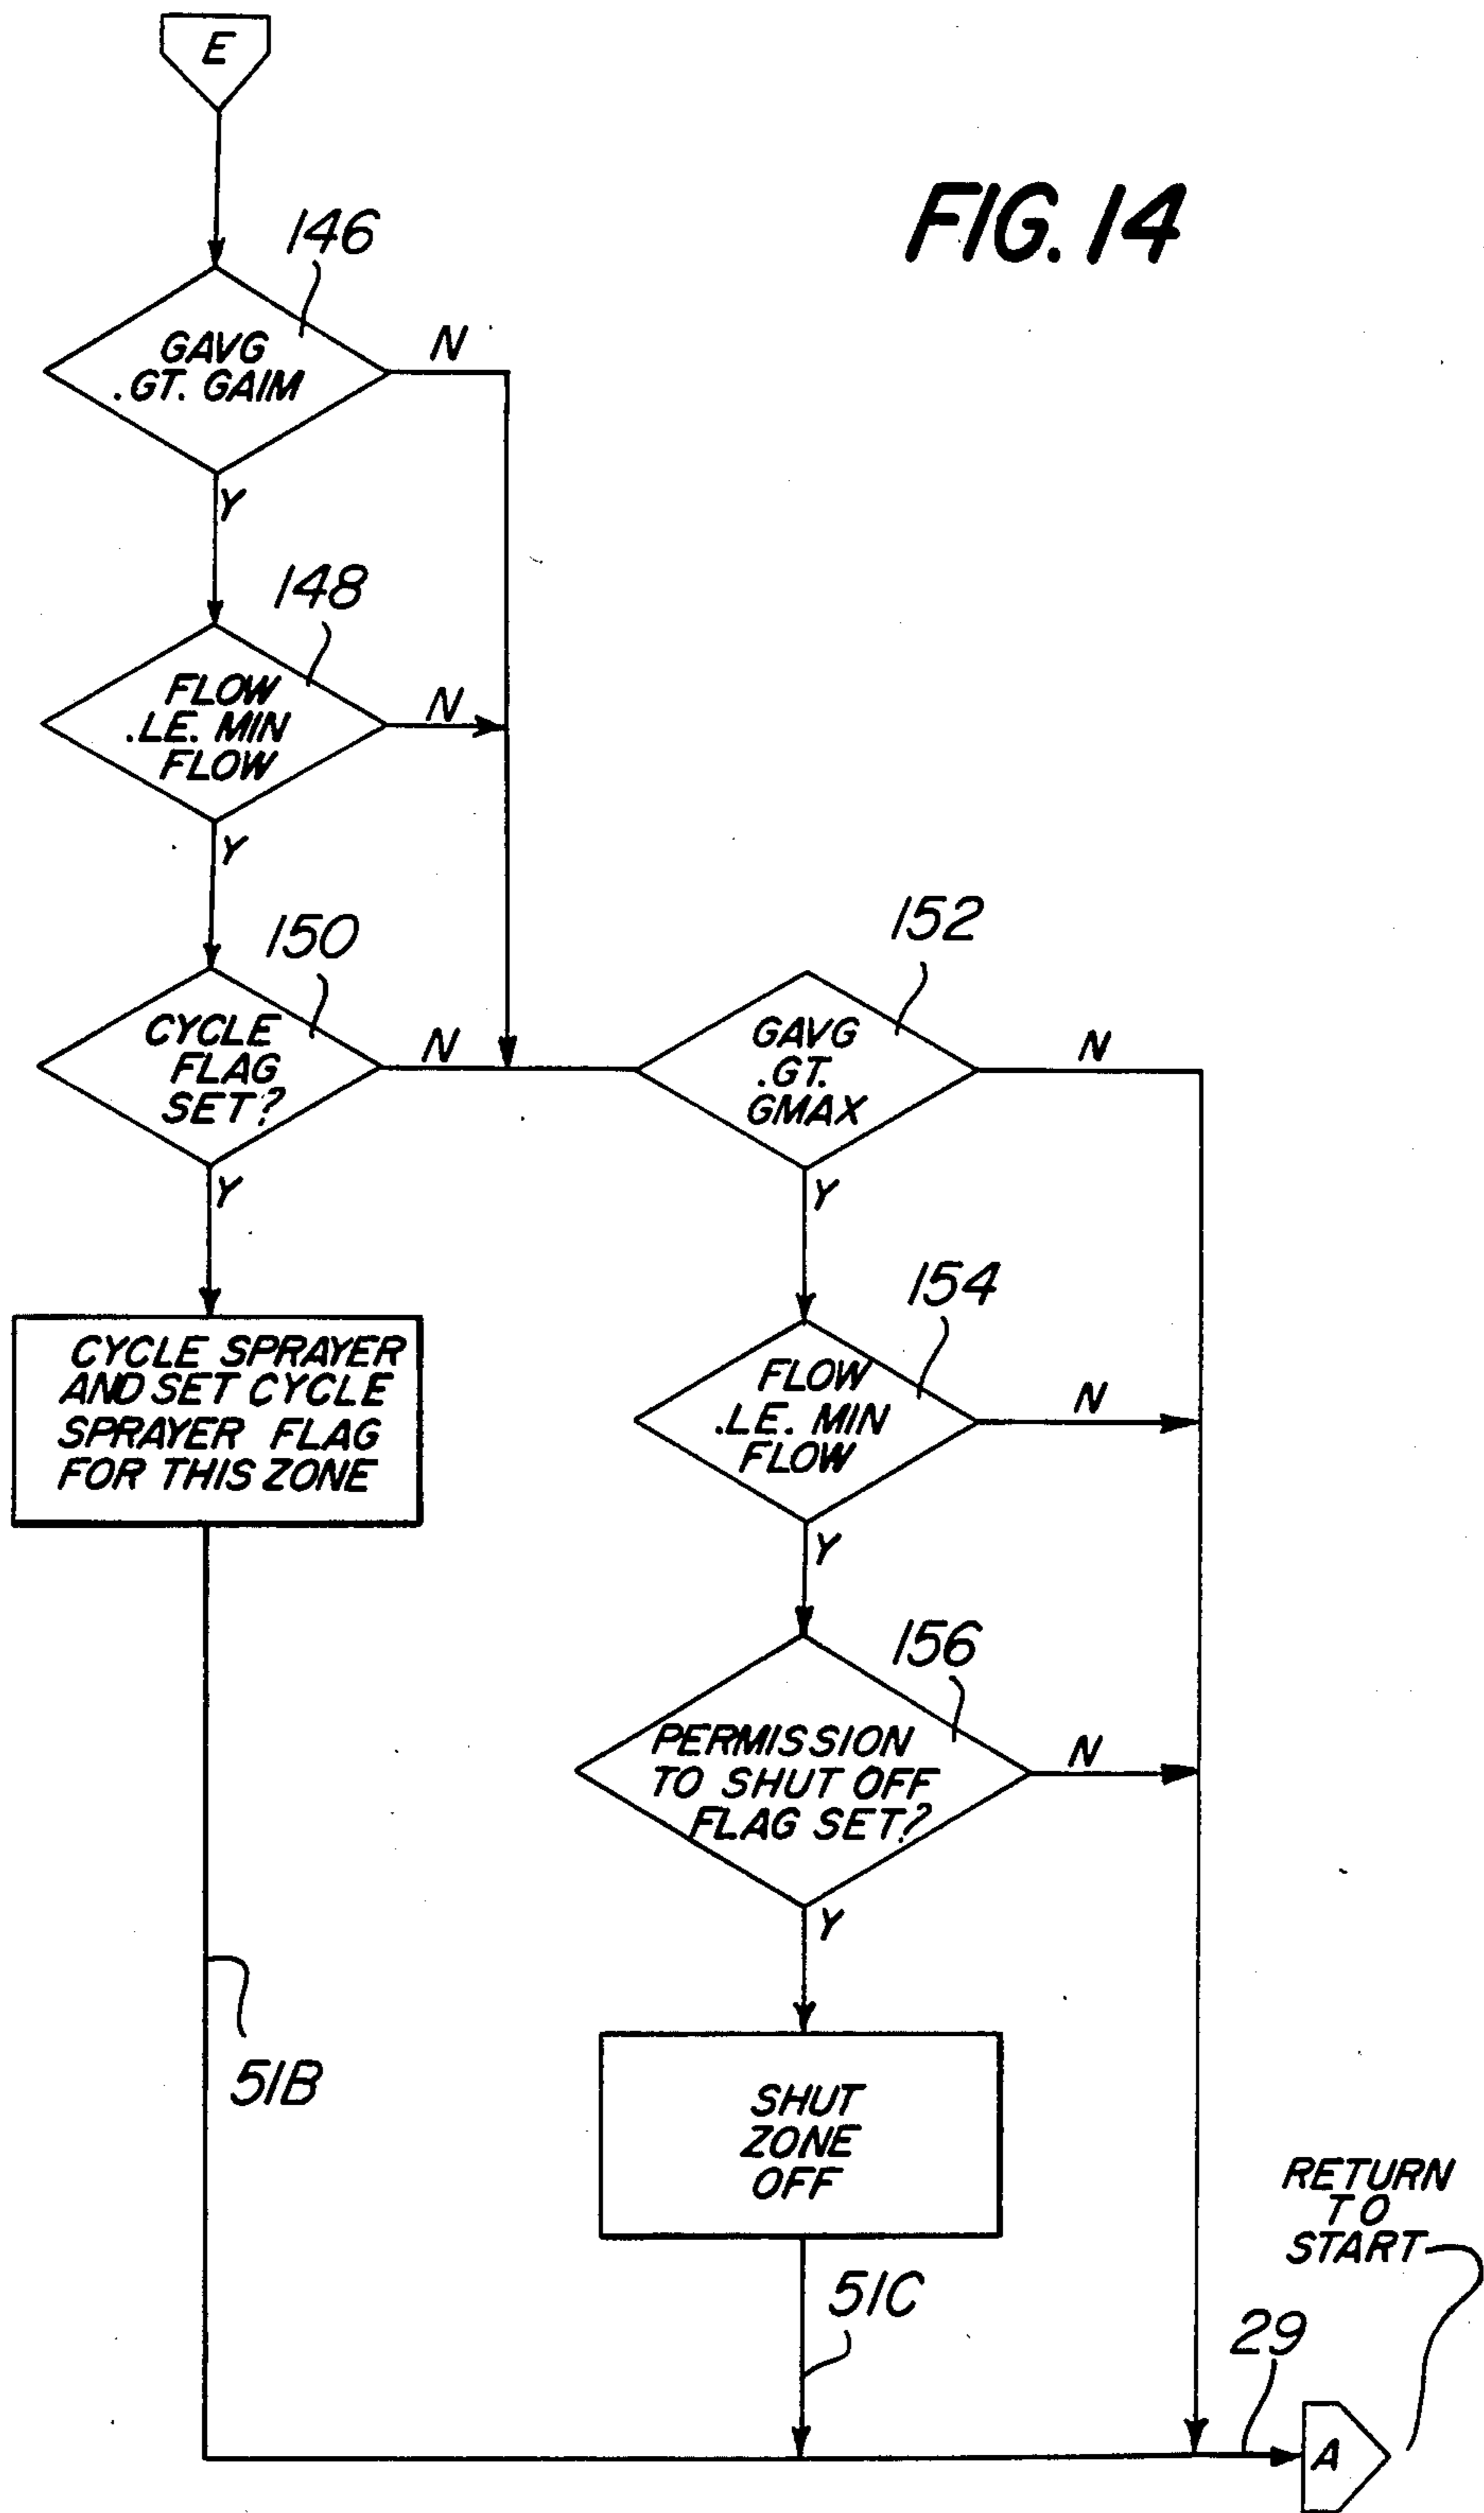 E
FIG. 14
146
GAVG
.GT. GAIM
N
Y
148
FLOW
.LE. MIN
FLOW
N
Y
150
CYCLE
FLAG
SET?
N
Y
152
GAVG
.GT.
GMAX
N
Y
CYCLE SPRAYER
AND SET CYCLE
SPRAYER FLAG
FOR THIS ZONE
154
FLOW
.LE. MIN
FLOW
N
Y
156
PERMISSION
TO SHUT OFF
FLAG SET?
N
Y
51B
SHUT
ZONE
OFF
51C
RETURN
TO
START
29
A